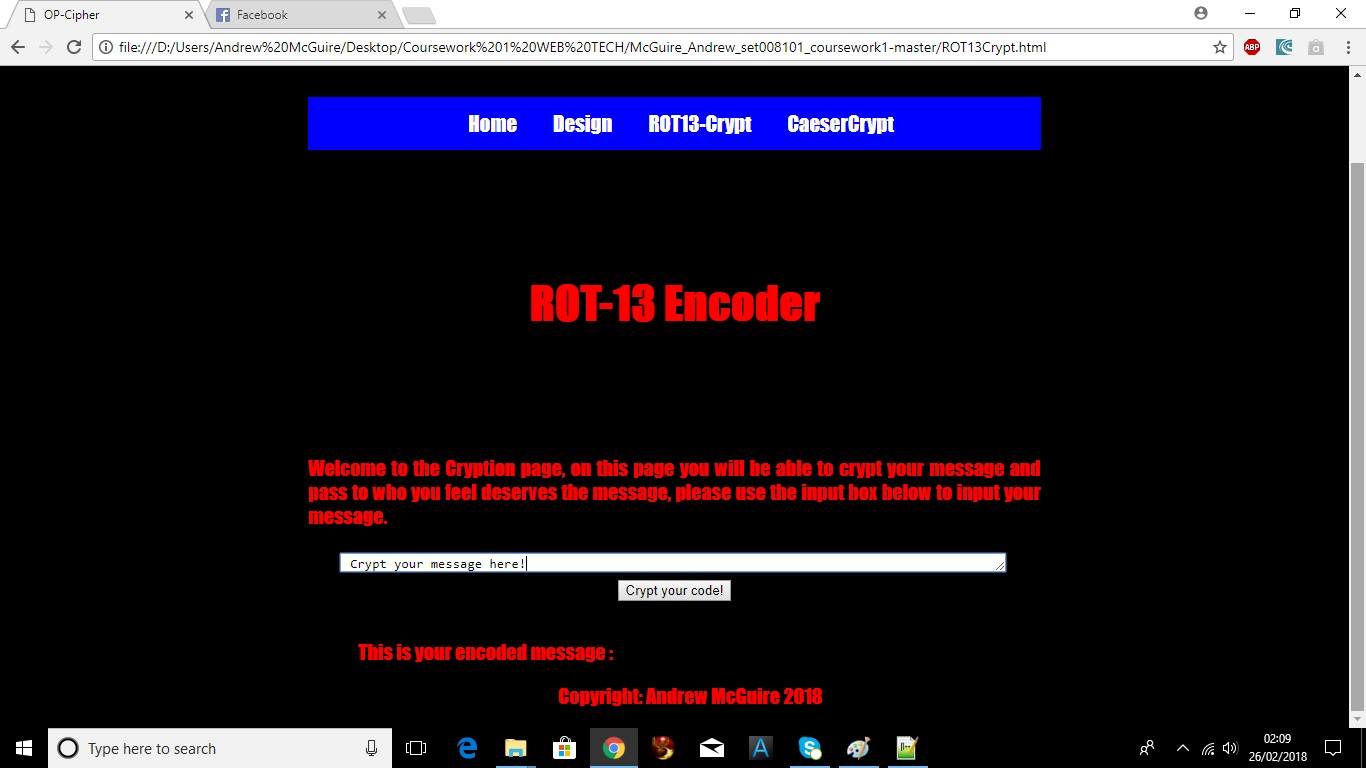 OP-Cipher
Facebook
file:///D:/Users/Andrew%20McGuire/Desktop/Coursework%201%20WEB%20TECH/McGuire_Andrew_set008101_coursework1-master/ROT13Crypt.html
ABP
Home Design ROT13-Crypt CaeserCrypt
ROT-13 Encoder
Welcome to the Cryption page, on this page you will be able to crypt your message and
pass to who you feel deserves the message, please use the input box below to input your
message.
Crypt your message here!
Crypt your code!
This is your encoded message :
Copyright: Andrew McGuire 2018
Type here to search
02:09
26/02/2018